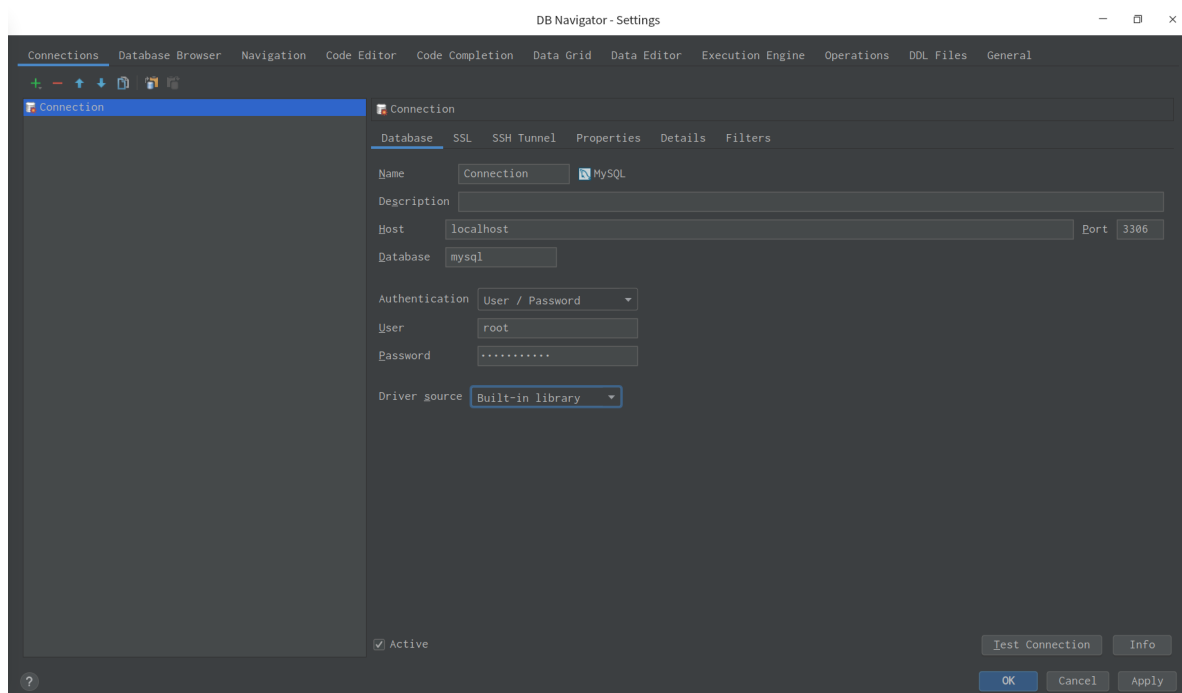 DB Navigator - Settings
Connections Database Browser Navigation Code Editor Code Completion Data Grid Data Editor Execution Engine Operations DDL Files General
Connection
Connection
Database SSL SSH Tunnel Properties Details Filters
Name Connection MySQL
Description
Host localhost Port 3306
Database mysql
Authentication User / Password
User root
Password ···········
Driver source Built-in library
Active
Test Connection Info
? OK Cancel Apply